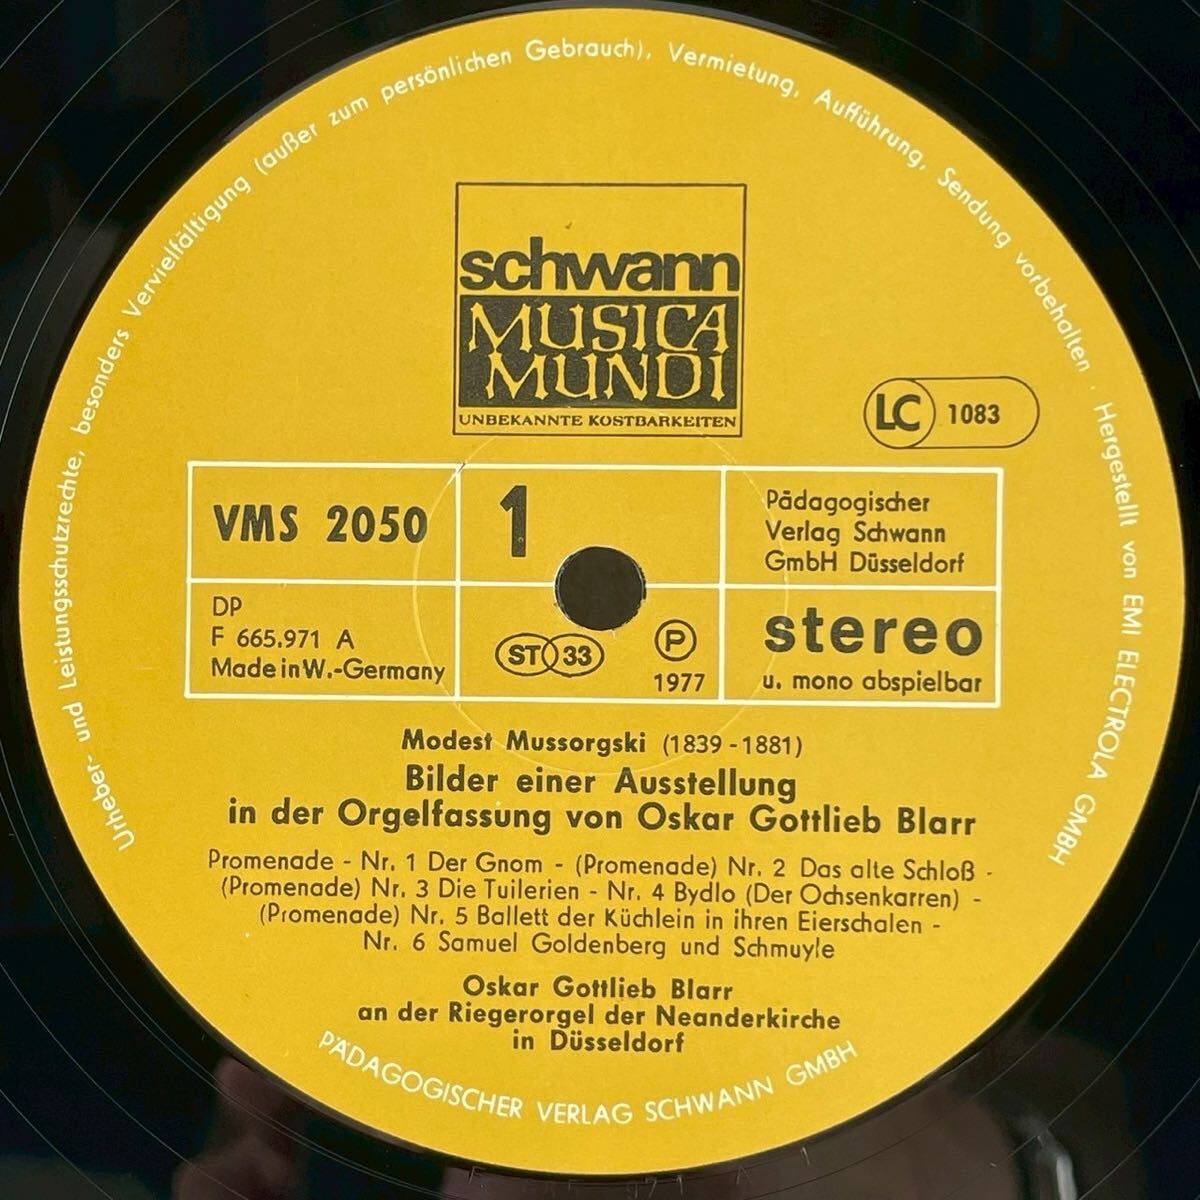 Urheber- und Leistungsschutzrechte, besonders Vervielfältigung (außer zum persönlichen Gebrauch), Vermietung, Aufführung, Sendung vorbehalten · Hergestellt von EMI ELECTROLA GMBH
schwann
MUSICA
MUNDI
UNBEKANNTE KOSTBARKEITEN
LC 1083
VMS 2050
1
Pädagogischer
Verlag Schwann
GmbH Düsseldorf
DP
F 665.971 A
Made in W.-Germany
ST 33
P
1977
stereo
u. mono abspielbar
Modest Mussorgski (1839-1881)
Bilder einer Ausstellung
in der Orgelfassung von Oskar Gottlieb Blarr
Promenade - Nr. 1 Der Gnom - (Promenade) Nr. 2 Das alte Schloß -
(Promenade) Nr. 3 Die Tuilerien - Nr. 4 Bydlo (Der Ochsenkarren) -
(Promenade) Nr. 5 Ballett der Küchlein in ihren Eierschalen -
Nr. 6 Samuel Goldenberg und Schmuyle
Oskar Gottlieb Blarr
an der Riegerorgel der Neanderkirche
in Düsseldorf
PÄDAGOGISCHER VERLAG SCHWANN GMBH